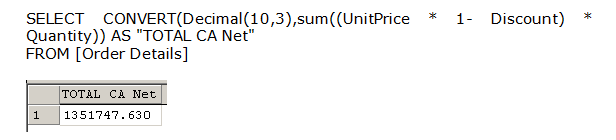 SELECT CONVERT(Decimal(10,3),sum((UnitPrice * 1- Discount) *
Quantity)) AS "TOTAL CA Net"
FROM [Order Details]
TOTAL CA Net
1 1351747.630